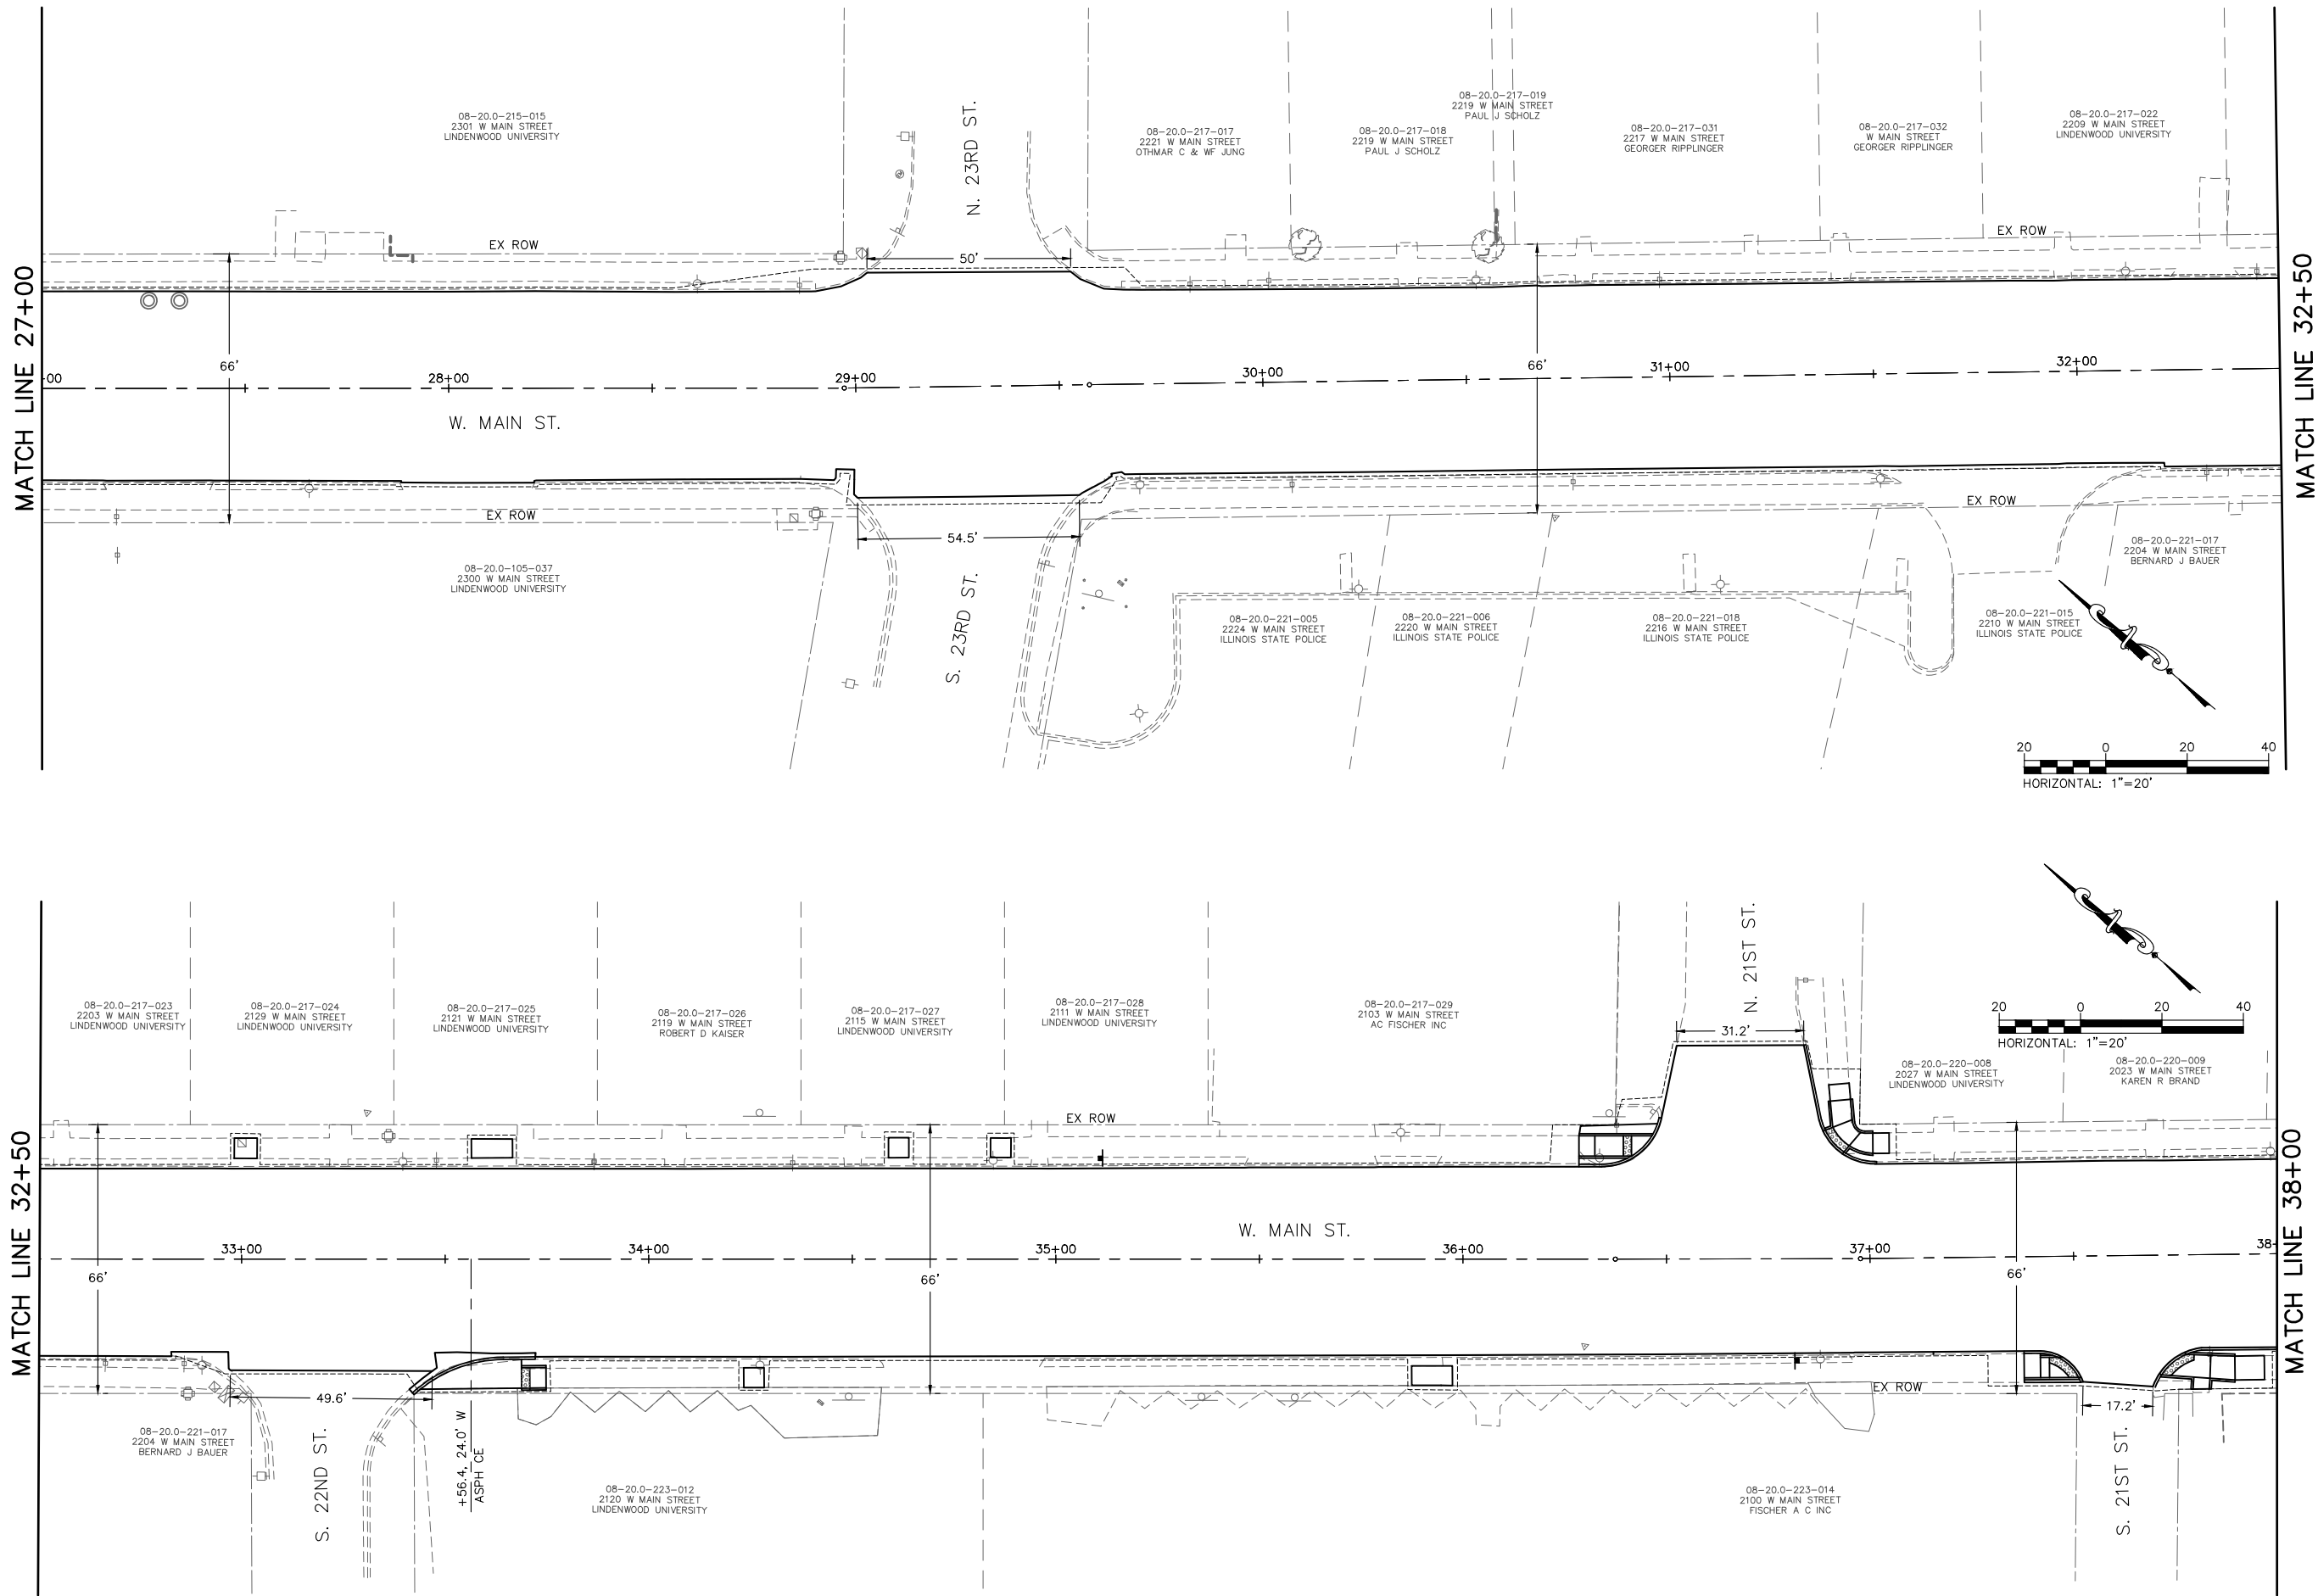 08-20.0-215-015
2301 W MAIN STREET
LINDENWOOD UNIVERSITY
N. 23RD ST.
08-20.0-217-017
2221 W MAIN STREET
OTHMAR C & WF JUNG
08-20.0-217-018
2219 W MAIN STREET
PAUL J SCHOLZ
08-20.0-217-019
2219 W MAIN STREET
PAUL J SCHOLZ
08-20.0-217-031
2217 W MAIN STREET
GEORGER RIPPLINGER
08-20.0-217-032
W MAIN STREET
GEORGER RIPPLINGER
08-20.0-217-022
2209 W MAIN STREET
LINDENWOOD UNIVERSITY
EX ROW
50'
EX ROW
MATCH LINE 27+00
MATCH LINE 32+50
66'
66'
-00
28+00
29+00
30+00
31+00
32+00
W. MAIN ST.
EX ROW
EX ROW
54.5'
08-20.0-105-037
2300 W MAIN STREET
LINDENWOOD UNIVERSITY
S. 23RD ST.
08-20.0-221-005
2224 W MAIN STREET
ILLINOIS STATE POLICE
08-20.0-221-006
2220 W MAIN STREET
ILLINOIS STATE POLICE
08-20.0-221-018
2216 W MAIN STREET
ILLINOIS STATE POLICE
08-20.0-221-015
2210 W MAIN STREET
ILLINOIS STATE POLICE
08-20.0-221-017
2204 W MAIN STREET
BERNARD J BAUER
20 0 20 40
HORIZONTAL: 1"=20'
08-20.0-217-023
2203 W MAIN STREET
LINDENWOOD UNIVERSITY
08-20.0-217-024
2129 W MAIN STREET
LINDENWOOD UNIVERSITY
08-20.0-217-025
2121 W MAIN STREET
LINDENWOOD UNIVERSITY
08-20.0-217-026
2119 W MAIN STREET
ROBERT D KAISER
08-20.0-217-027
2115 W MAIN STREET
LINDENWOOD UNIVERSITY
08-20.0-217-028
2111 W MAIN STREET
LINDENWOOD UNIVERSITY
08-20.0-217-029
2103 W MAIN STREET
AC FISCHER INC
N. 21ST ST.
31.2'
20 0 20 40
HORIZONTAL: 1"=20'
08-20.0-220-008
2027 W MAIN STREET
LINDENWOOD UNIVERSITY
08-20.0-220-009
2023 W MAIN STREET
KAREN R BRAND
EX ROW
MATCH LINE 32+50
MATCH LINE 38+00
W. MAIN ST.
33+00
34+00
35+00
36+00
37+00
38-
66'
66'
66'
EX ROW
49.6'
17.2'
08-20.0-221-017
2204 W MAIN STREET
BERNARD J BAUER
S. 22ND ST.
+56.4, 24.0' W
ASPH CE
08-20.0-223-012
2120 W MAIN STREET
LINDENWOOD UNIVERSITY
08-20.0-223-014
2100 W MAIN STREET
FISCHER A C INC
S. 21ST ST.